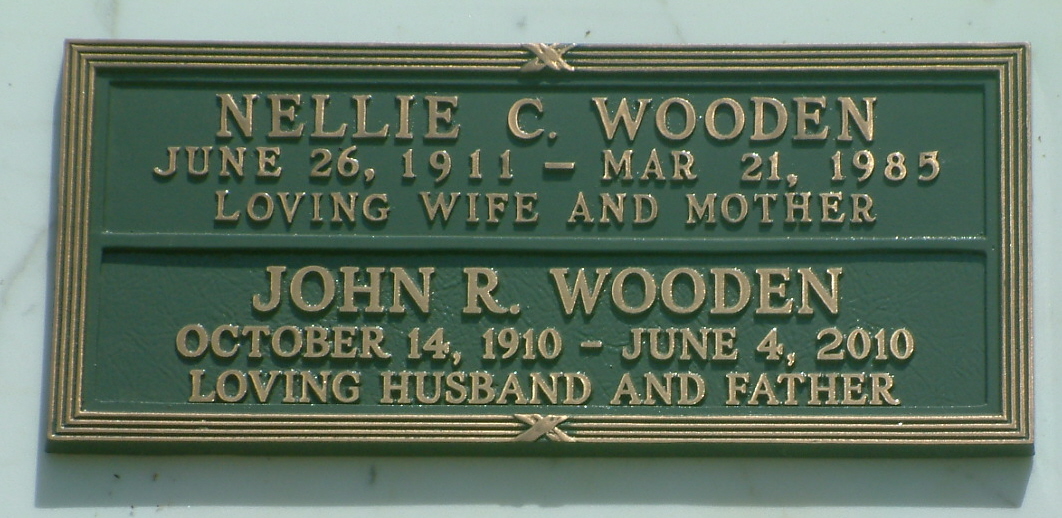 NELLIE C. WOODEN
JUNE 26, 1911 – MAR 21, 1985
LOVING WIFE AND MOTHER
JOHN R. WOODEN
OCTOBER 14, 1910 – JUNE 4, 2010
LOVING HUSBAND AND FATHER